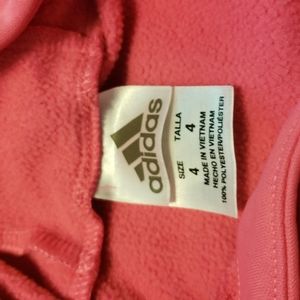 adidas
SIZE TALLA
4 4
MADE IN VIETNAM
HECHO EN VIETNAM
100% POLYESTER/POLIÉSTER